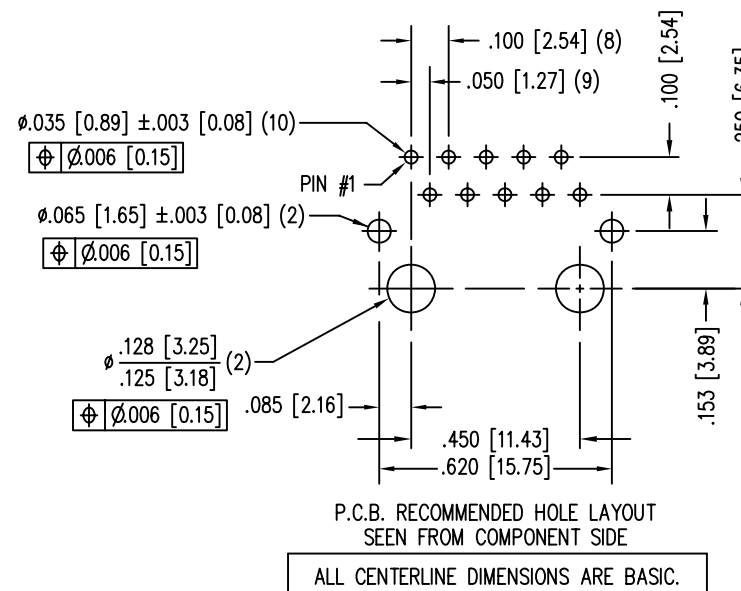 .100 [2.54] (8)
.050 [1.27] (9)
.100 [2.54]
ø.035 [0.89] ±.003 [0.08] (10)
⌖ Ø.006 [0.15]
PIN #1
ø.065 [1.65] ±.003 [0.08] (2)
⌖ Ø.006 [0.15]
ø .128 [3.25] (2)
.125 [3.18]
⌖ Ø.006 [0.15]
.085 [2.16]
.153 [3.89]
.450 [11.43]
.620 [15.75]
P.C.B. RECOMMENDED HOLE LAYOUT
SEEN FROM COMPONENT SIDE
ALL CENTERLINE DIMENSIONS ARE BASIC.